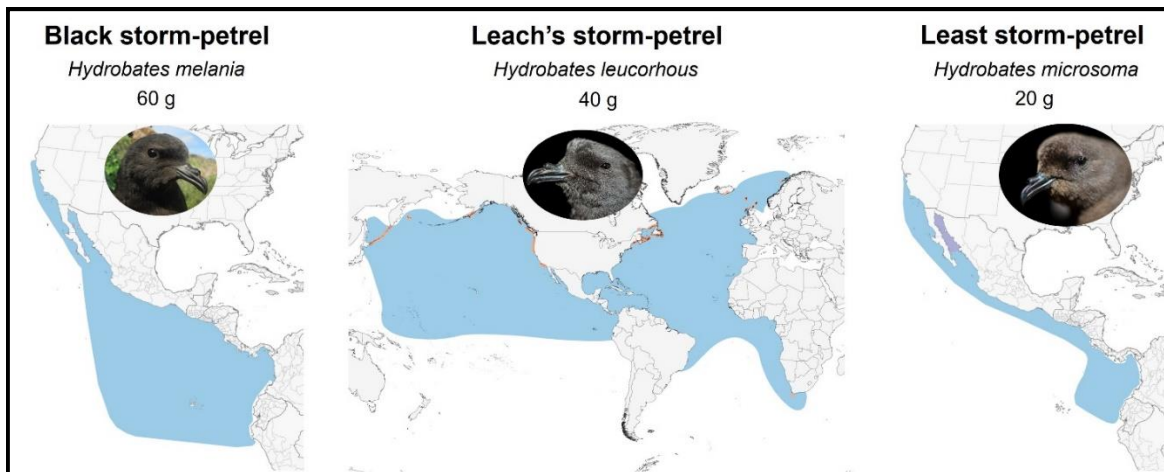 Black storm-petrel
Hydrobates melania
60 g
Leach's storm-petrel
Hydrobates leucorhous
40 g
Least storm-petrel
Hydrobates microsoma
20 g